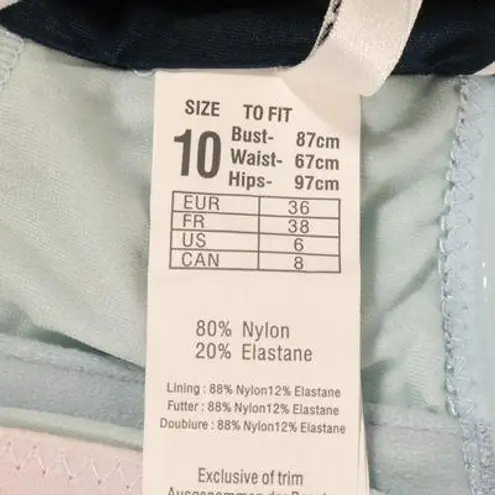 SIZE TO FIT
10 Bust- 87cm
Waist- 67cm
Hips- 97cm
EUR 36
FR 38
US 6
CAN 8
80% Nylon
20% Elastane
Lining : 88% Nylon12% Elastane
Futter : 88% Nylon12% Elastane
Doublure : 88% Nylon12% Elastane
Exclusive of trim